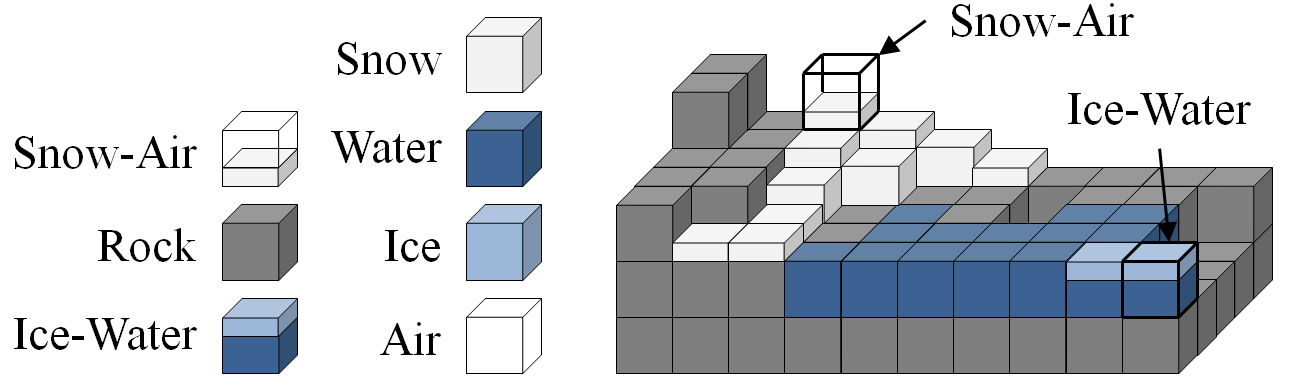 Snow
Snow-Air
Water
Rock
Ice
Ice-Water
Air
Snow-Air
Ice-Water